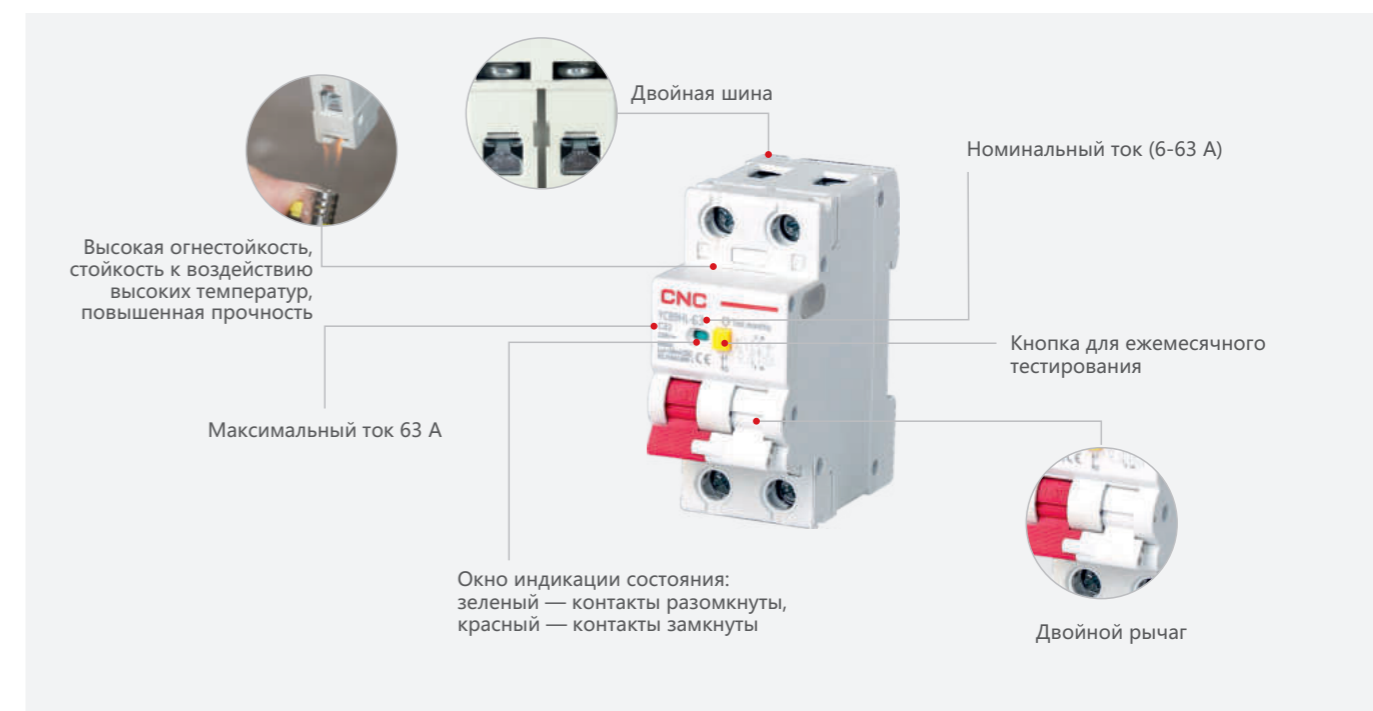 Двойная шина
Номинальный ток (6-63 А)
Высокая огнестойкость,
стойкость к воздействию
высоких температур,
повышенная прочность
CNC
Кнопка для ежемесячного
тестирования
Максимальный ток 63 А
Окно индикации состояния:
зеленый — контакты разомкнуты,
красный — контакты замкнуты
Двойной рычаг